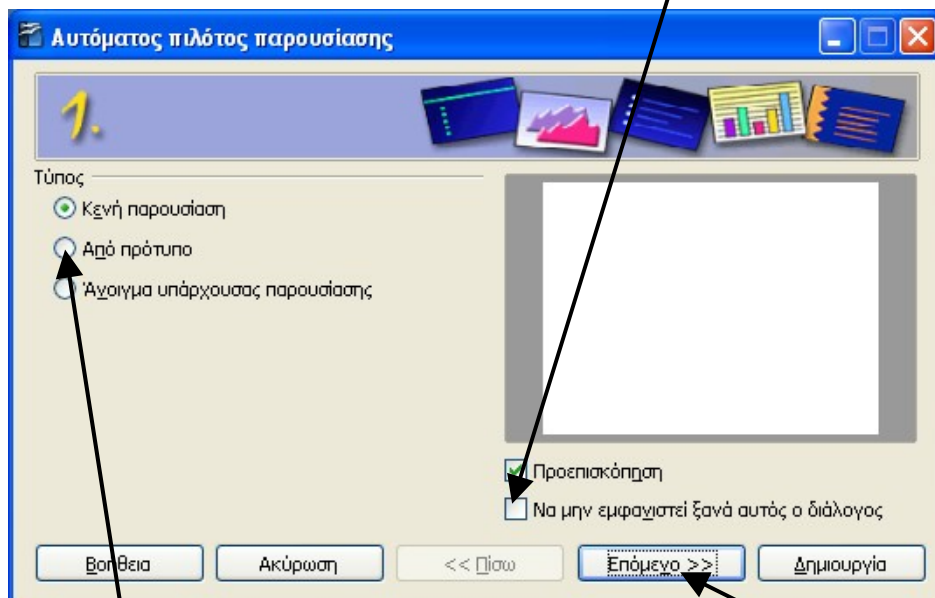 Αυτόματος πιλότος παρουσίασης
1.
Τύπος
Κενή παρουσίαση
Από πρότυπο
Άνοιγμα υπάρχουσας παρουσίασης
Προεπισκόπηση
Να μην εμφανιστεί ξανά αυτός ο διάλογος
Βοήθεια Ακύρωση << Πίσω Επόμενο >> Δημιουργία